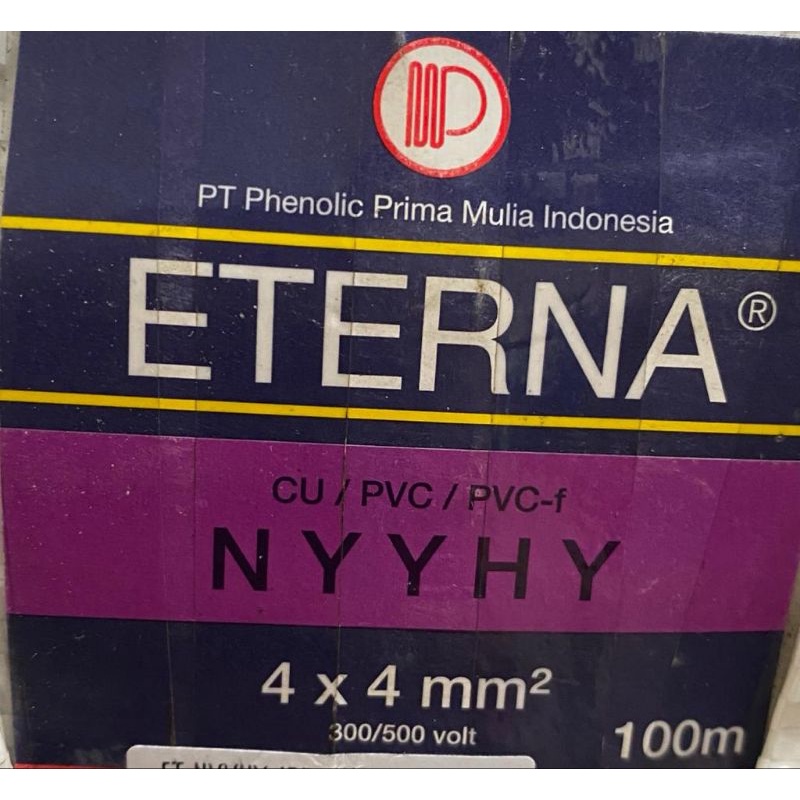 PT Phenolic Prima Mulia Indonesia
ETERNA®
CU / PVC / PVC-f
NYYHY
4 x 4 mm²
300/500 volt
100m